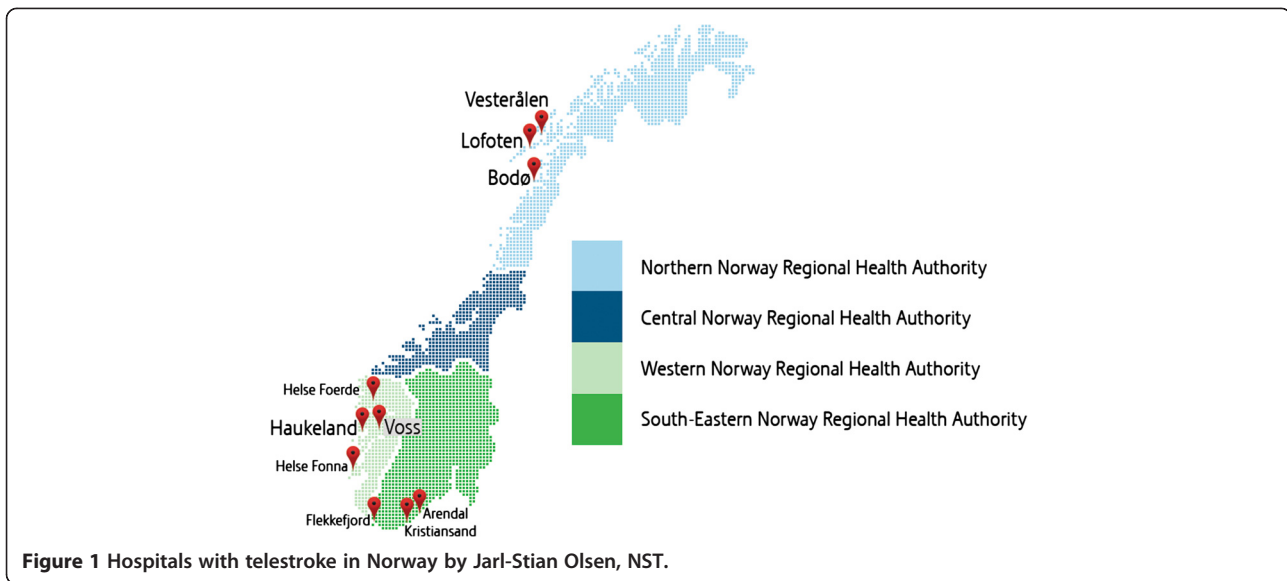 Vesterålen
Lofoten
Bodø
Northern Norway Regional Health Authority
Central Norway Regional Health Authority
Western Norway Regional Health Authority
South-Eastern Norway Regional Health Authority
Helse Foerde
Haukeland
Voss
Helse Fonna
Flekkefjord
Arendal
Kristiansand
Figure 1 Hospitals with telestroke in Norway by Jarl-Stian Olsen, NST.